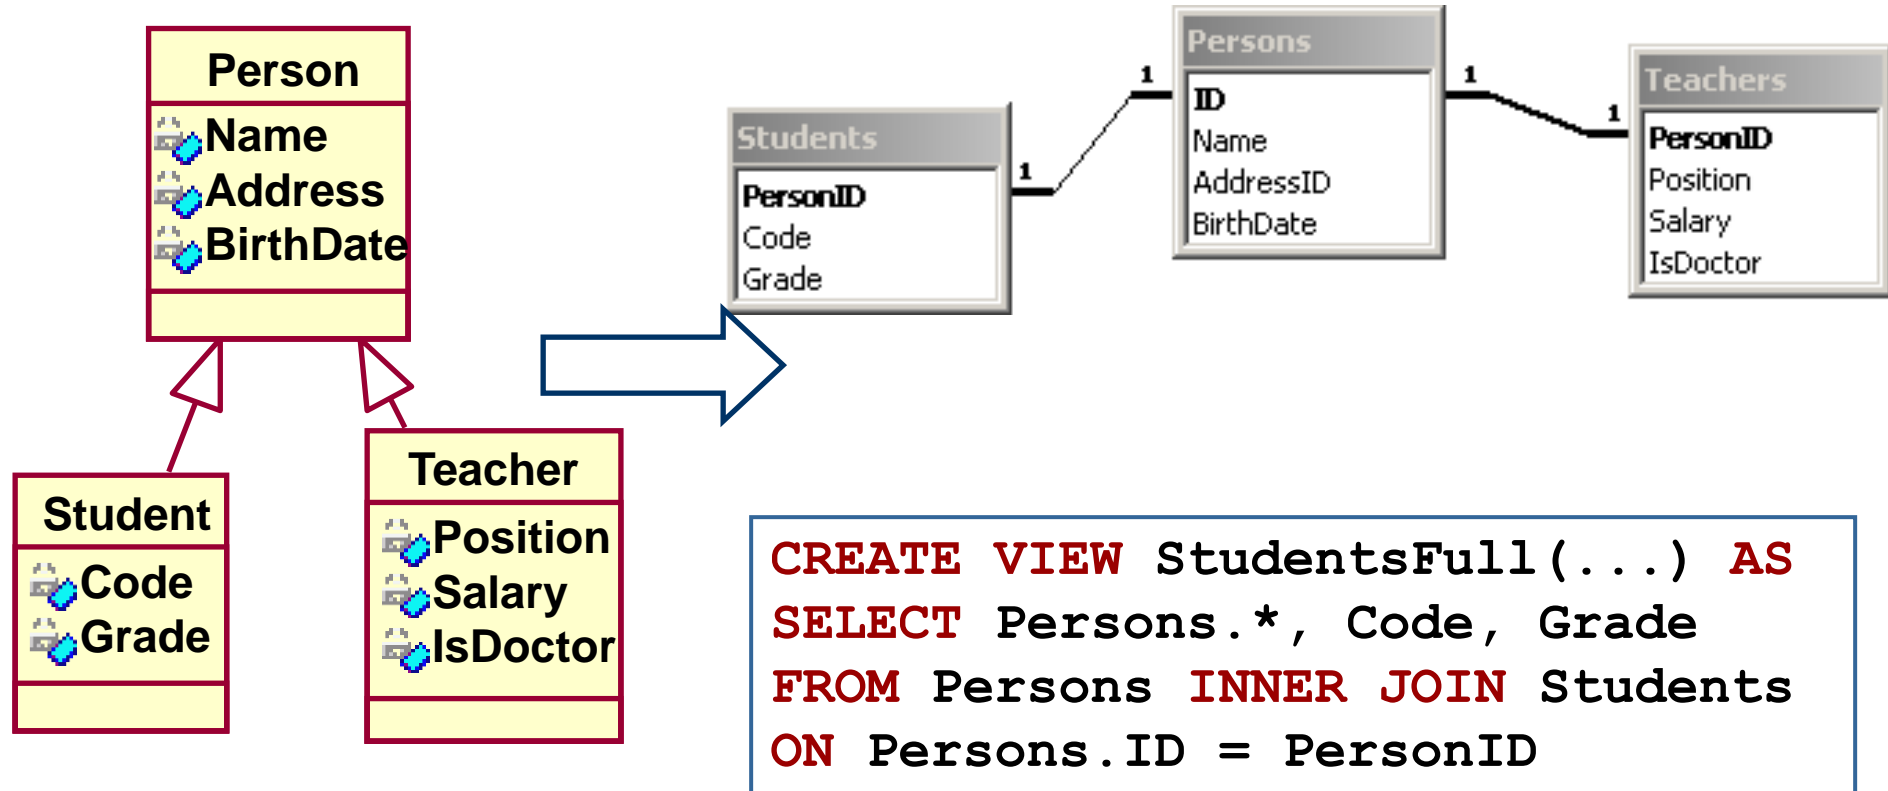 Person
Name
Address
BirthDate
Student
Code
Grade
Teacher
Position
Salary
IsDoctor
Students
PersonID
Code
Grade
1
1
Persons
ID
Name
AddressID
BirthDate
1
1
Teachers
PersonID
Position
Salary
IsDoctor
CREATE VIEW StudentsFull(...) AS
SELECT Persons.*, Code, Grade
FROM Persons INNER JOIN Students
ON Persons.ID = PersonID